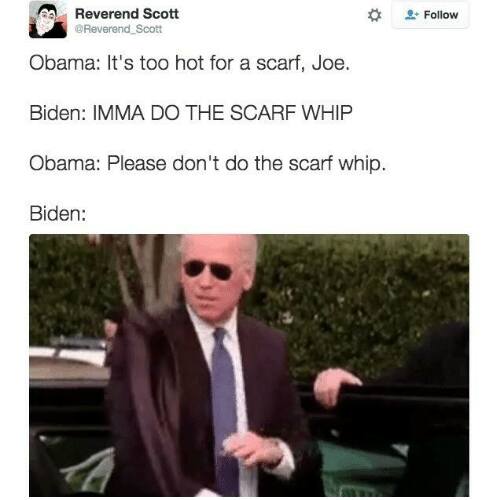 Reverend Scott
@Reverend_Scott
Follow
Obama: It's too hot for a scarf, Joe.
Biden: IMMA DO THE SCARF WHIP
Obama: Please don't do the scarf whip.
Biden: